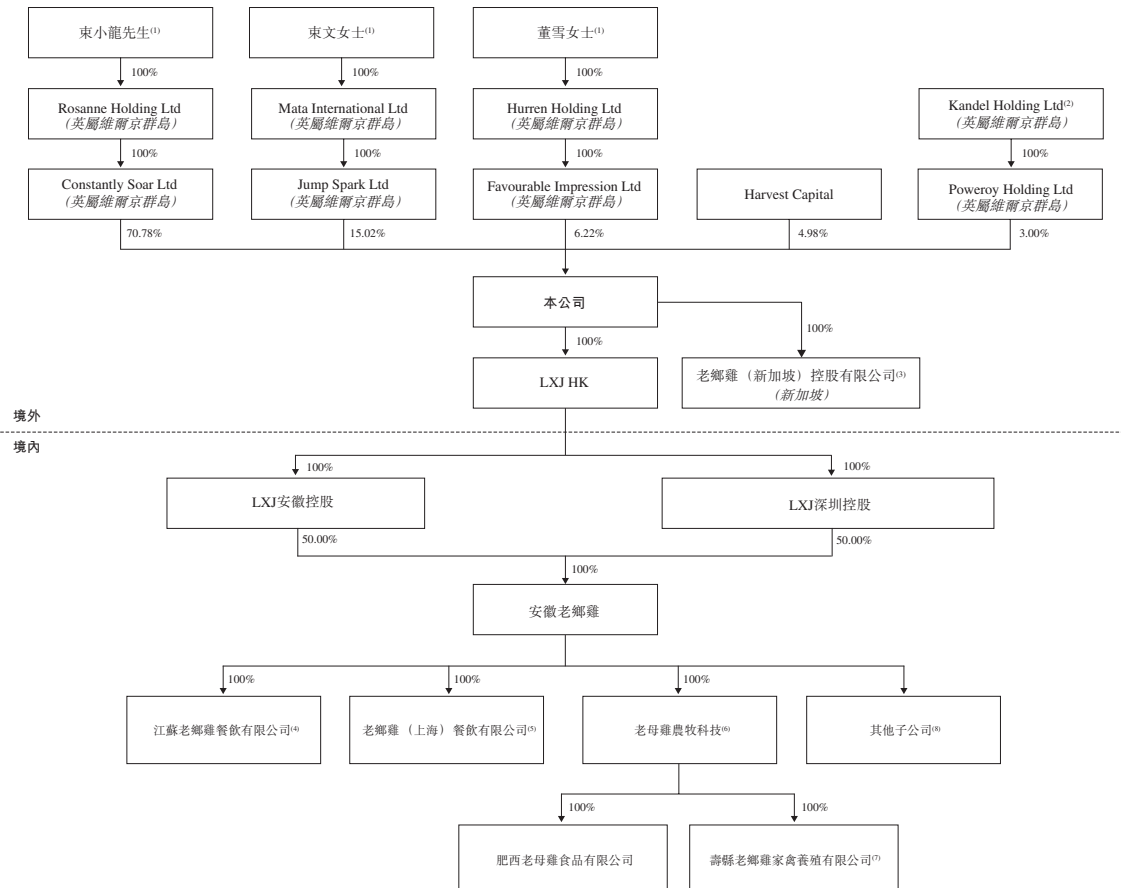 束小龍先生(1)
束文女士(1)
董雪女士(1)
100%
100%
100%
Rosanne Holding Ltd
(英屬維爾京群島)
Mata International Ltd
(英屬維爾京群島)
Hurren Holding Ltd
(英屬維爾京群島)
Kandel Holding Ltd(2)
(英屬維爾京群島)
100%
100%
100%
100%
Constantly Soar Ltd
(英屬維爾京群島)
Jump Spark Ltd
(英屬維爾京群島)
Favourable Impression Ltd
(英屬維爾京群島)
Harvest Capital
Poweroy Holding Ltd
(英屬維爾京群島)
70.78%
15.02%
6.22%
4.98%
3.00%
本公司
100%
100%
LXJ HK
老鄉雞（新加坡）控股有限公司(3)
(新加坡)
境外
境內
100%
100%
LXJ安徽控股
LXJ深圳控股
50.00%
50.00%
100%
安徽老鄉雞
100%
100%
100%
100%
江蘇老鄉雞餐飲有限公司(4)
老鄉雞（上海）餐飲有限公司(5)
老母雞農牧科技(6)
其他子公司(8)
100%
100%
肥西老母雞食品有限公司
壽縣老鄉雞家禽養殖有限公司(7)